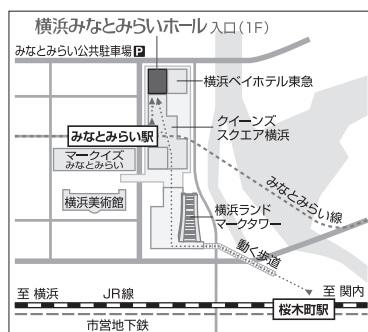 横浜みなとみらいホール 入口(1F)
みなとみらい公共駐車場 P
横浜ベイホテル東急
クイーンズ
スクエア横浜
みなとみらい駅
マークイズ
みなとみらい
みなとみらい線
横浜美術館
横浜ランド
マークタワー
動く歩道
至 横浜
JR線
至 関内
桜木町駅
市営地下鉄